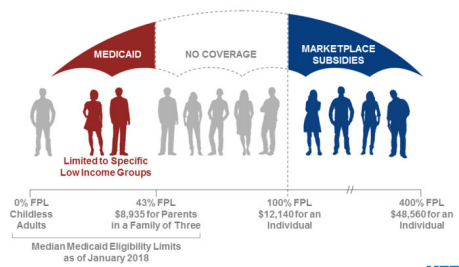 MEDICAID
NO COVERAGE
MARKETPLACE
SUBSIDIES
Limited to Specific
Low Income Groups
0% FPL
Childless
Adults
43% FPL
$8,935 for Parents
in a Family of Three
100% FPL
$12,140 for an
Individual
400% FPL
$48,560 for an
Individual
Median Medicaid Eligibility Limits
as of January 2018